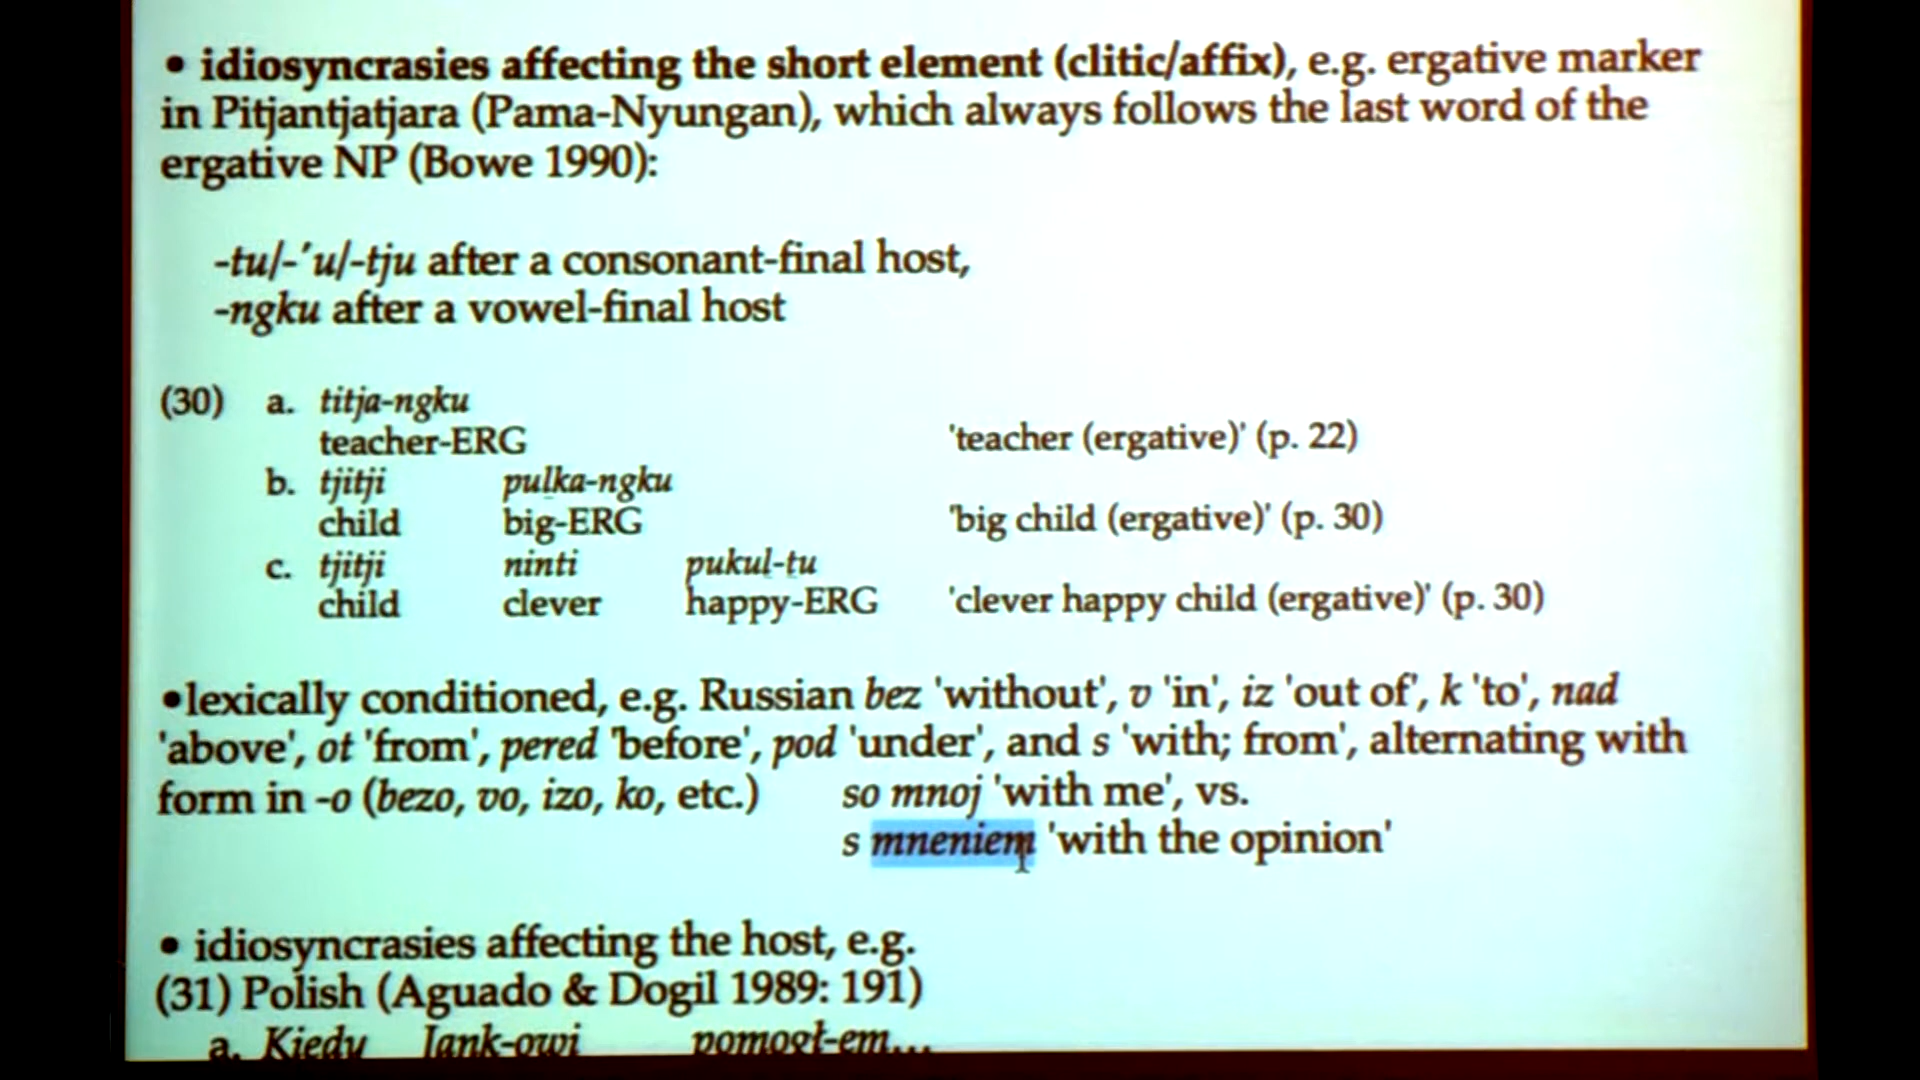 • idiosyncrasies affecting the short element (clitic/affix), e.g. ergative marker
in Pitjantjatjara (Pama-Nyungan), which always follows the last word of the
ergative NP (Bowe 1990):
-tu/-ʹu/-tju after a consonant-final host,
-ngku after a vowel-final host
(30) a. titja-ngku
teacher-ERG 'teacher (ergative)' (p. 22)
b. tjitji pulka-ngku
child big-ERG 'big child (ergative)' (p. 30)
c. tjitji ninti pukul-tu
child clever happy-ERG 'clever happy child (ergative)' (p. 30)
•lexically conditioned, e.g. Russian bez 'without', v 'in', iz 'out of', k 'to', nad
'above', ot 'from', pered 'before', pod 'under', and s 'with; from', alternating with
form in -o (bezo, vo, izo, ko, etc.) so mnoj 'with me', vs.
s mneniem 'with the opinion'
• idiosyncrasies affecting the host, e.g.
(31) Polish (Aguado & Dogil 1989: 191)
a. Kiedy Jank-owi pomogł-em...